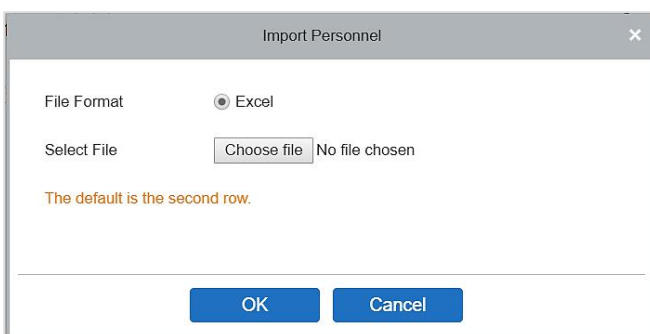 Import Personnel ×
File Format Excel
Select File Choose file No file chosen
The default is the second row.
OK Cancel